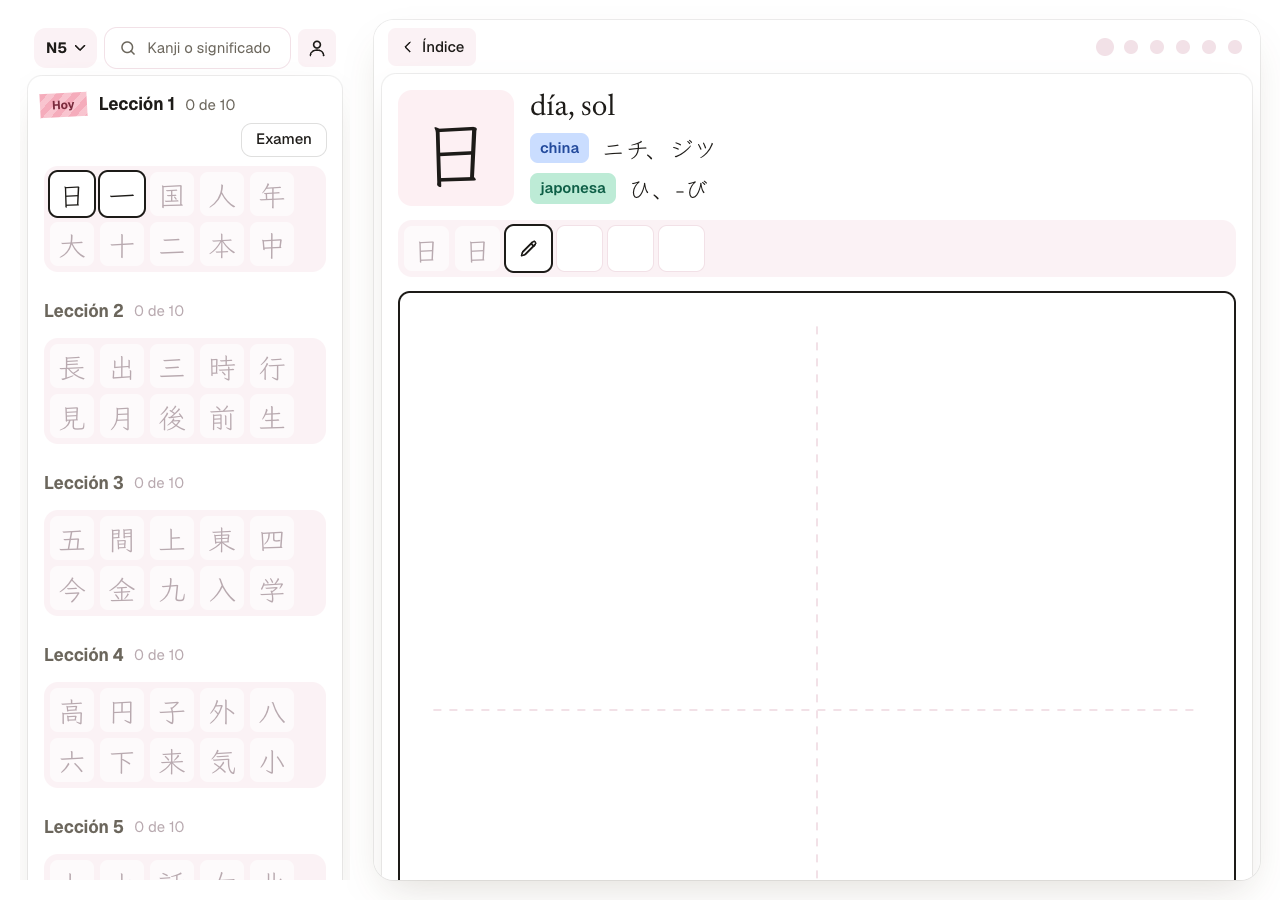 N5
Kanji o significado
Hoy
Lección 1
0 de 10
Examen
日 一 国 人 年
大 十 二 本 中
Lección 2
0 de 10
長 出 三 時 行
見 月 後 前 生
Lección 3
0 de 10
五 間 上 東 四
今 金 九 入 学
Lección 4
0 de 10
高 円 子 外 八
六 下 来 気 小
Lección 5
0 de 10
Índice
日
día, sol
china
ニチ、 ジツ
japonesa
ひ、-び
日 日